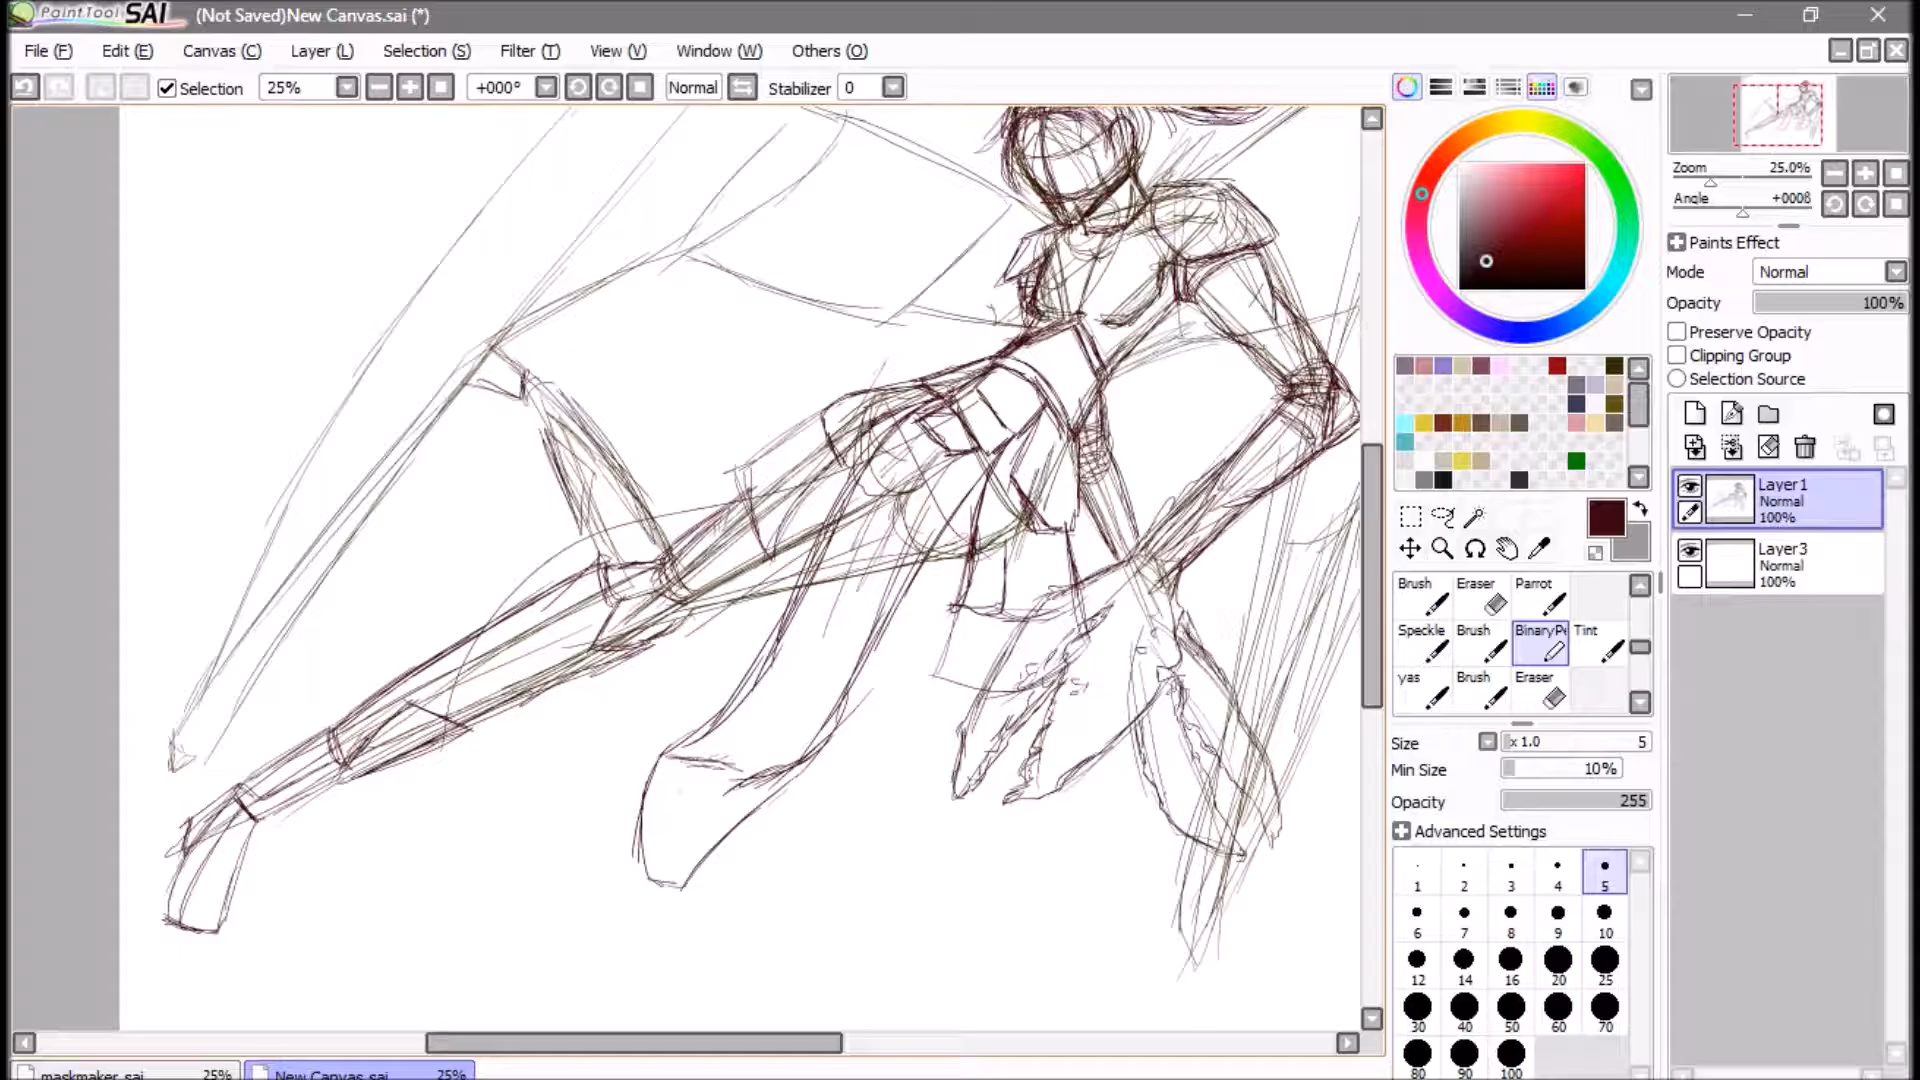 PaintTool SAI (Not Saved)New Canvas.sai (*)
File (F) Edit (E) Canvas (C) Layer (L) Selection (S) Filter (T) View (V) Window (W) Others (O)
Selection 25% +000° Normal Stabilizer 0
Zoom 25.0%
Angle +000§
Paints Effect
Mode Normal
Opacity 100%
Preserve Opacity
Clipping Group
Selection Source
Layer1
Normal
100%
Layer3
Normal
100%
Brush Eraser Parrot
Speckle Brush BinaryPe Tint
yas Brush Eraser
Size x 1.0 5
Min Size 10%
Opacity 255
Advanced Settings
1 2 3 4 5
6 7 8 9 10
12 14 16 20 25
30 40 50 60 70
80 90 100
maskmaker.sai 25% New Canvas.sai 25%